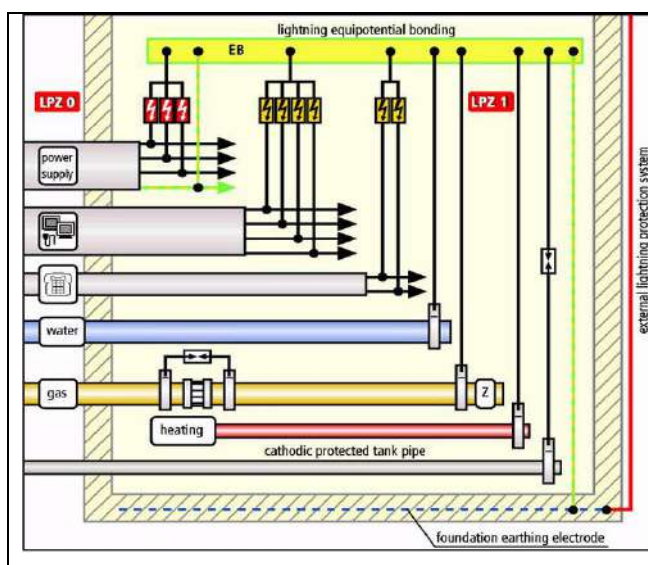 lightning equipotential bonding
EB
LPZ 0
LPZ 1
power
supply
water
gas
Z
heating
cathodic protected tank pipe
foundation earthing electrode
external lightning protection system